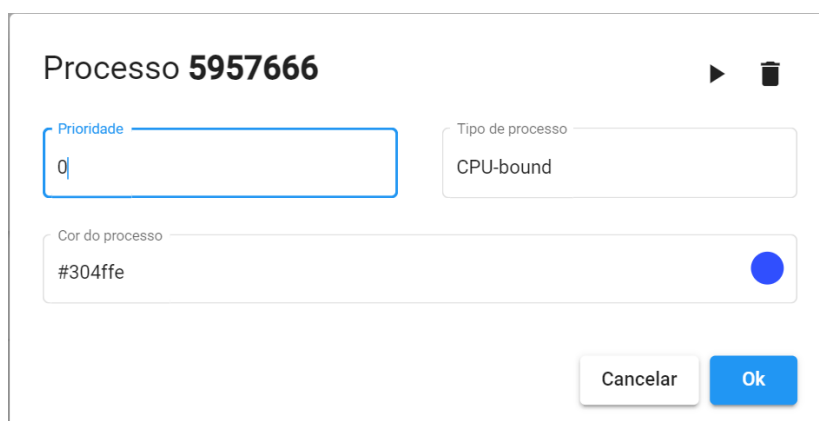 Processo 5957666
Prioridade
0
Tipo de processo
CPU-bound
Cor do processo
#304ffe
Cancelar
Ok